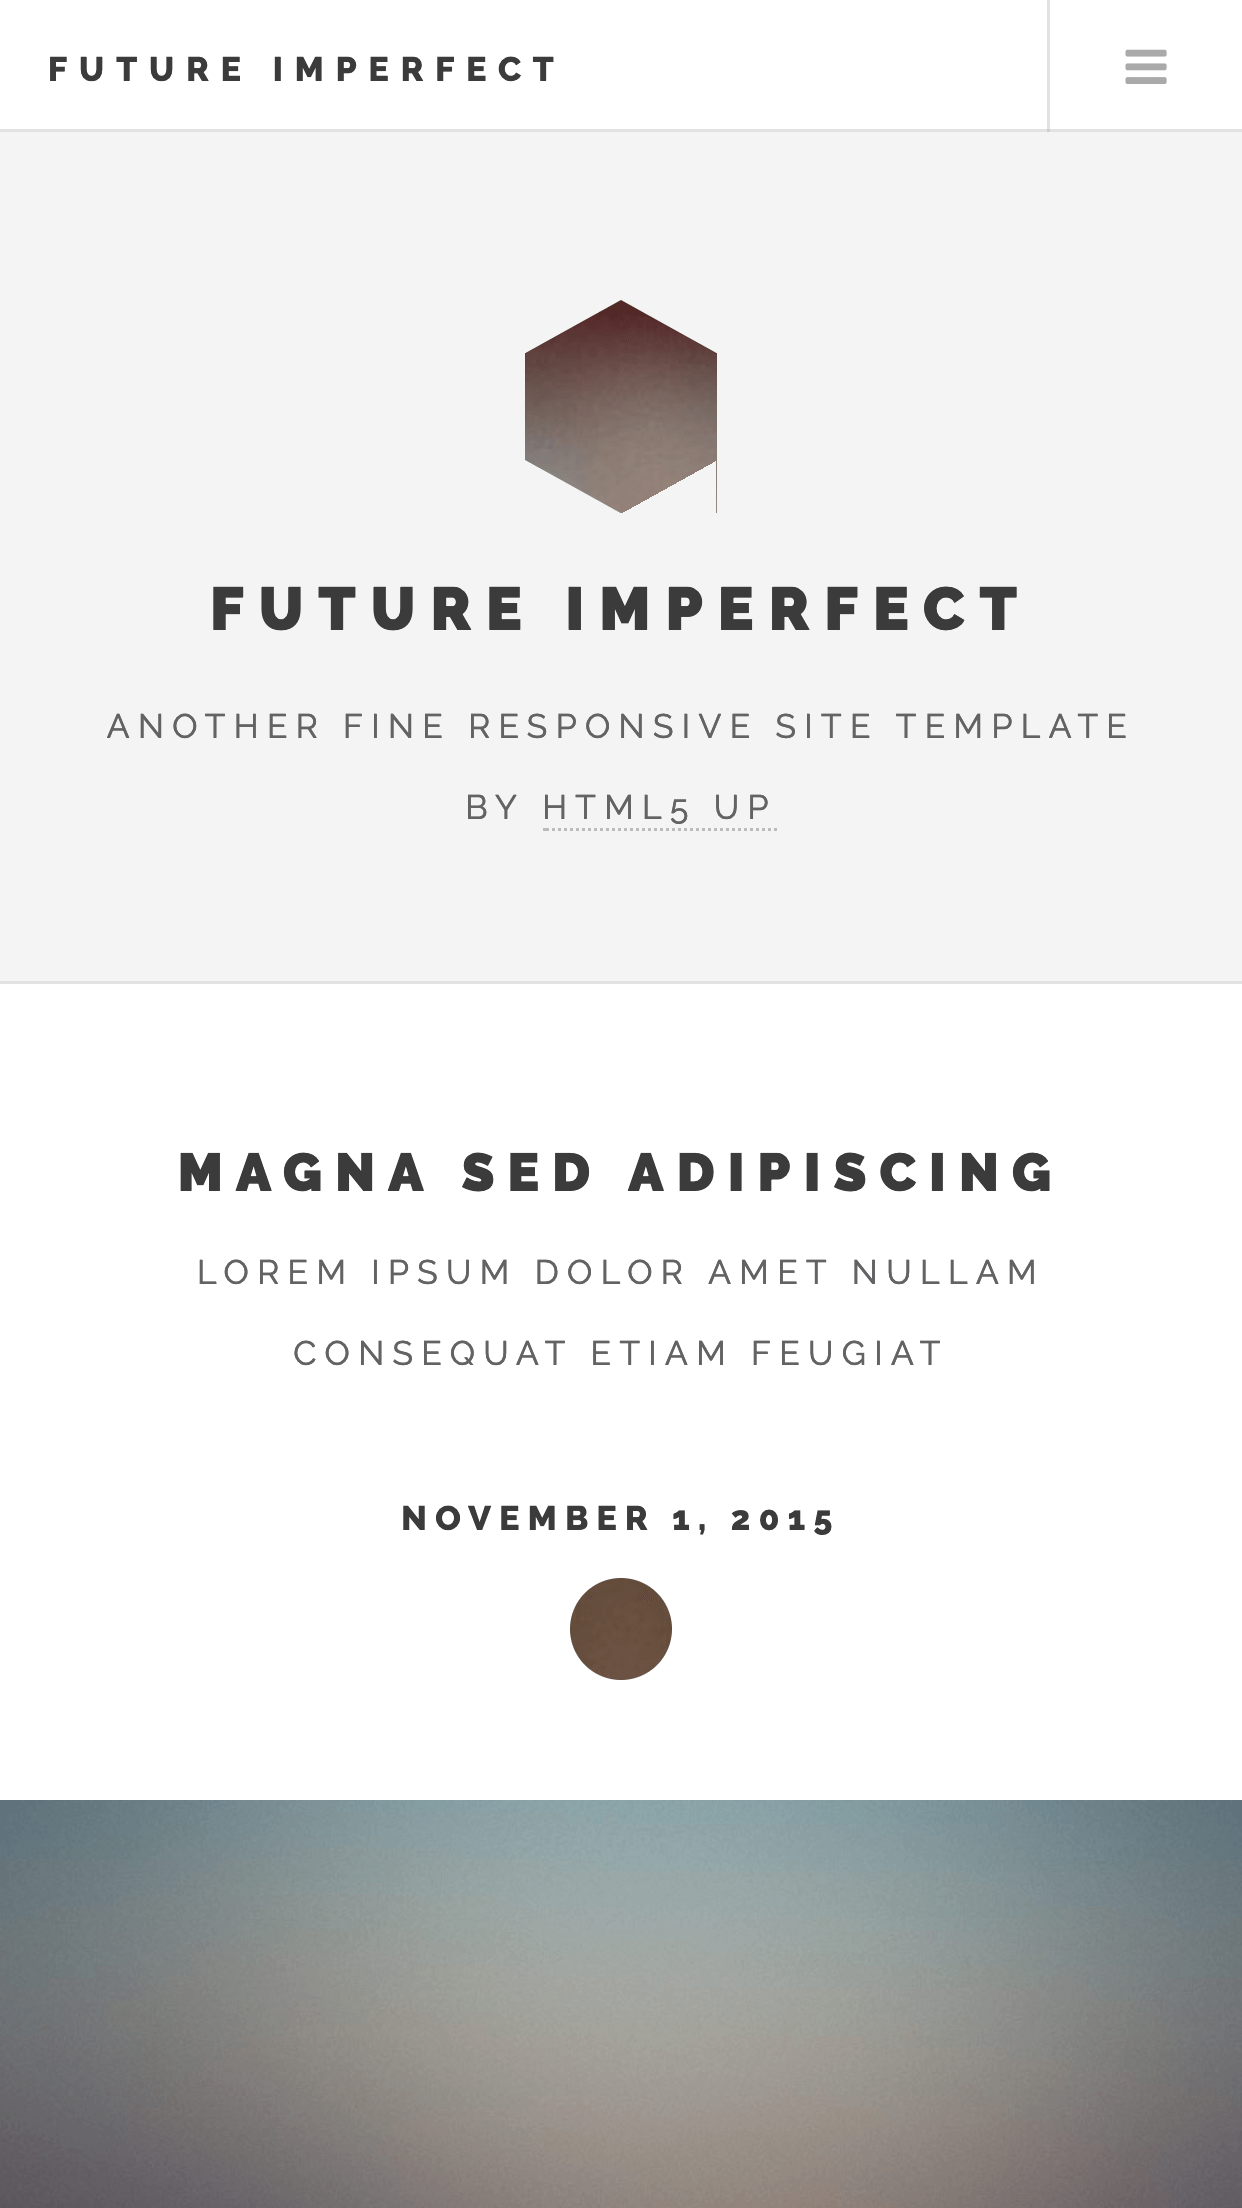 FUTURE IMPERFECT
FUTURE IMPERFECT
ANOTHER FINE RESPONSIVE SITE TEMPLATE
BY HTML5 UP
MAGNA SED ADIPISCING
LOREM IPSUM DOLOR AMET NULLAM
CONSEQUAT ETIAM FEUGIAT
NOVEMBER 1, 2015